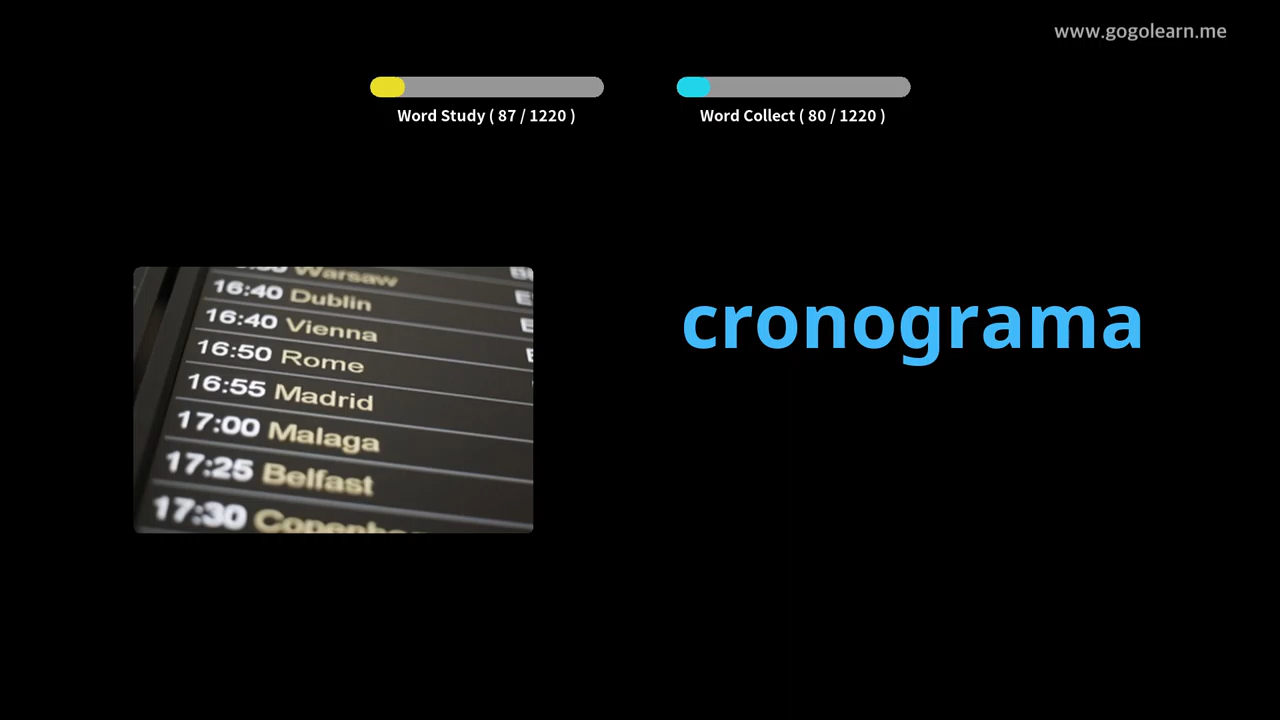 www.gogolearn.me
Word Study ( 87 / 1220 )
Word Collect ( 80 / 1220 )
Warsaw
16:40 Dublin
16:40 Vienna
16:50 Rome
16:55 Madrid
17:00 Malaga
17:25 Belfast
17:30
cronograma